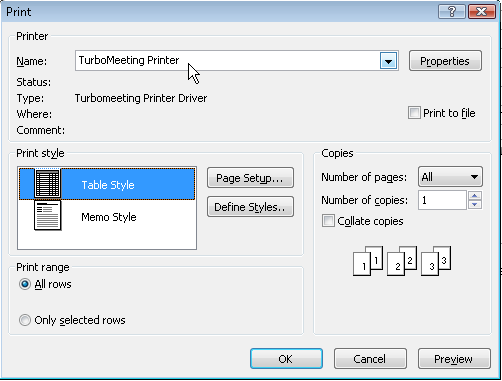 Print
Printer
Name: TurboMeeting Printer Properties
Status:
Type: Turbomeeting Printer Driver
Where: Print to file
Comment:
Print style
Table Style
Memo Style
Page Setup...
Define Styles..
Copies
Number of pages: All
Number of copies: 1
Collate copies
1 1 2 2 3 3
Print range
All rows
Only selected rows
OK Cancel Preview